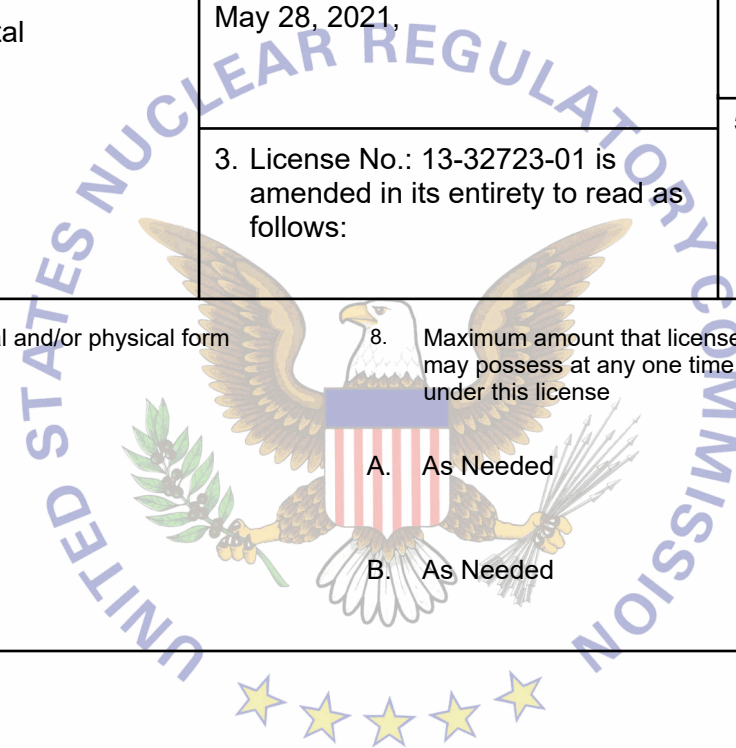 tal
May 28, 2021,
3. License No.: 13-32723-01 is
amended in its entirety to read as
follows:
l and/or physical form
8. Maximum amount that license
may possess at any one time
under this license
A. As Needed
B. As Needed
UNITED STATES NUCLEAR REGULATORY COMMISSION